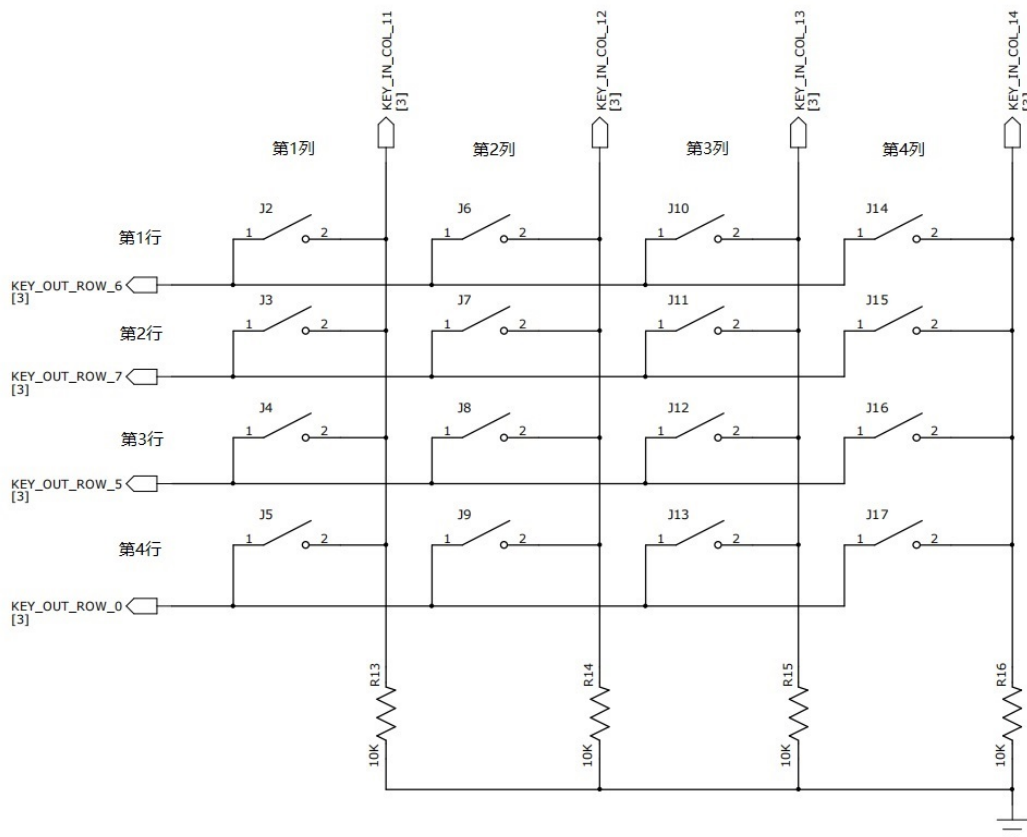 KEY_IN_COL_11
[3]
KEY_IN_COL_12
[3]
KEY_IN_COL_13
[3]
KEY_IN_COL_14
[3]
第1列
第2列
第3列
第4列
J2
J6
J10
J14
第1行
1 2
1 2
1 2
1 2
KEY_OUT_ROW_6
[3]
J3
J7
J11
J15
第2行
1 2
1 2
1 2
1 2
KEY_OUT_ROW_7
[3]
J4
J8
J12
J16
第3行
1 2
1 2
1 2
1 2
KEY_OUT_ROW_5
[3]
J5
J9
J13
J17
第4行
1 2
1 2
1 2
1 2
KEY_OUT_ROW_0
[3]
R13
R14
R15
R16
10K
10K
10K
10K